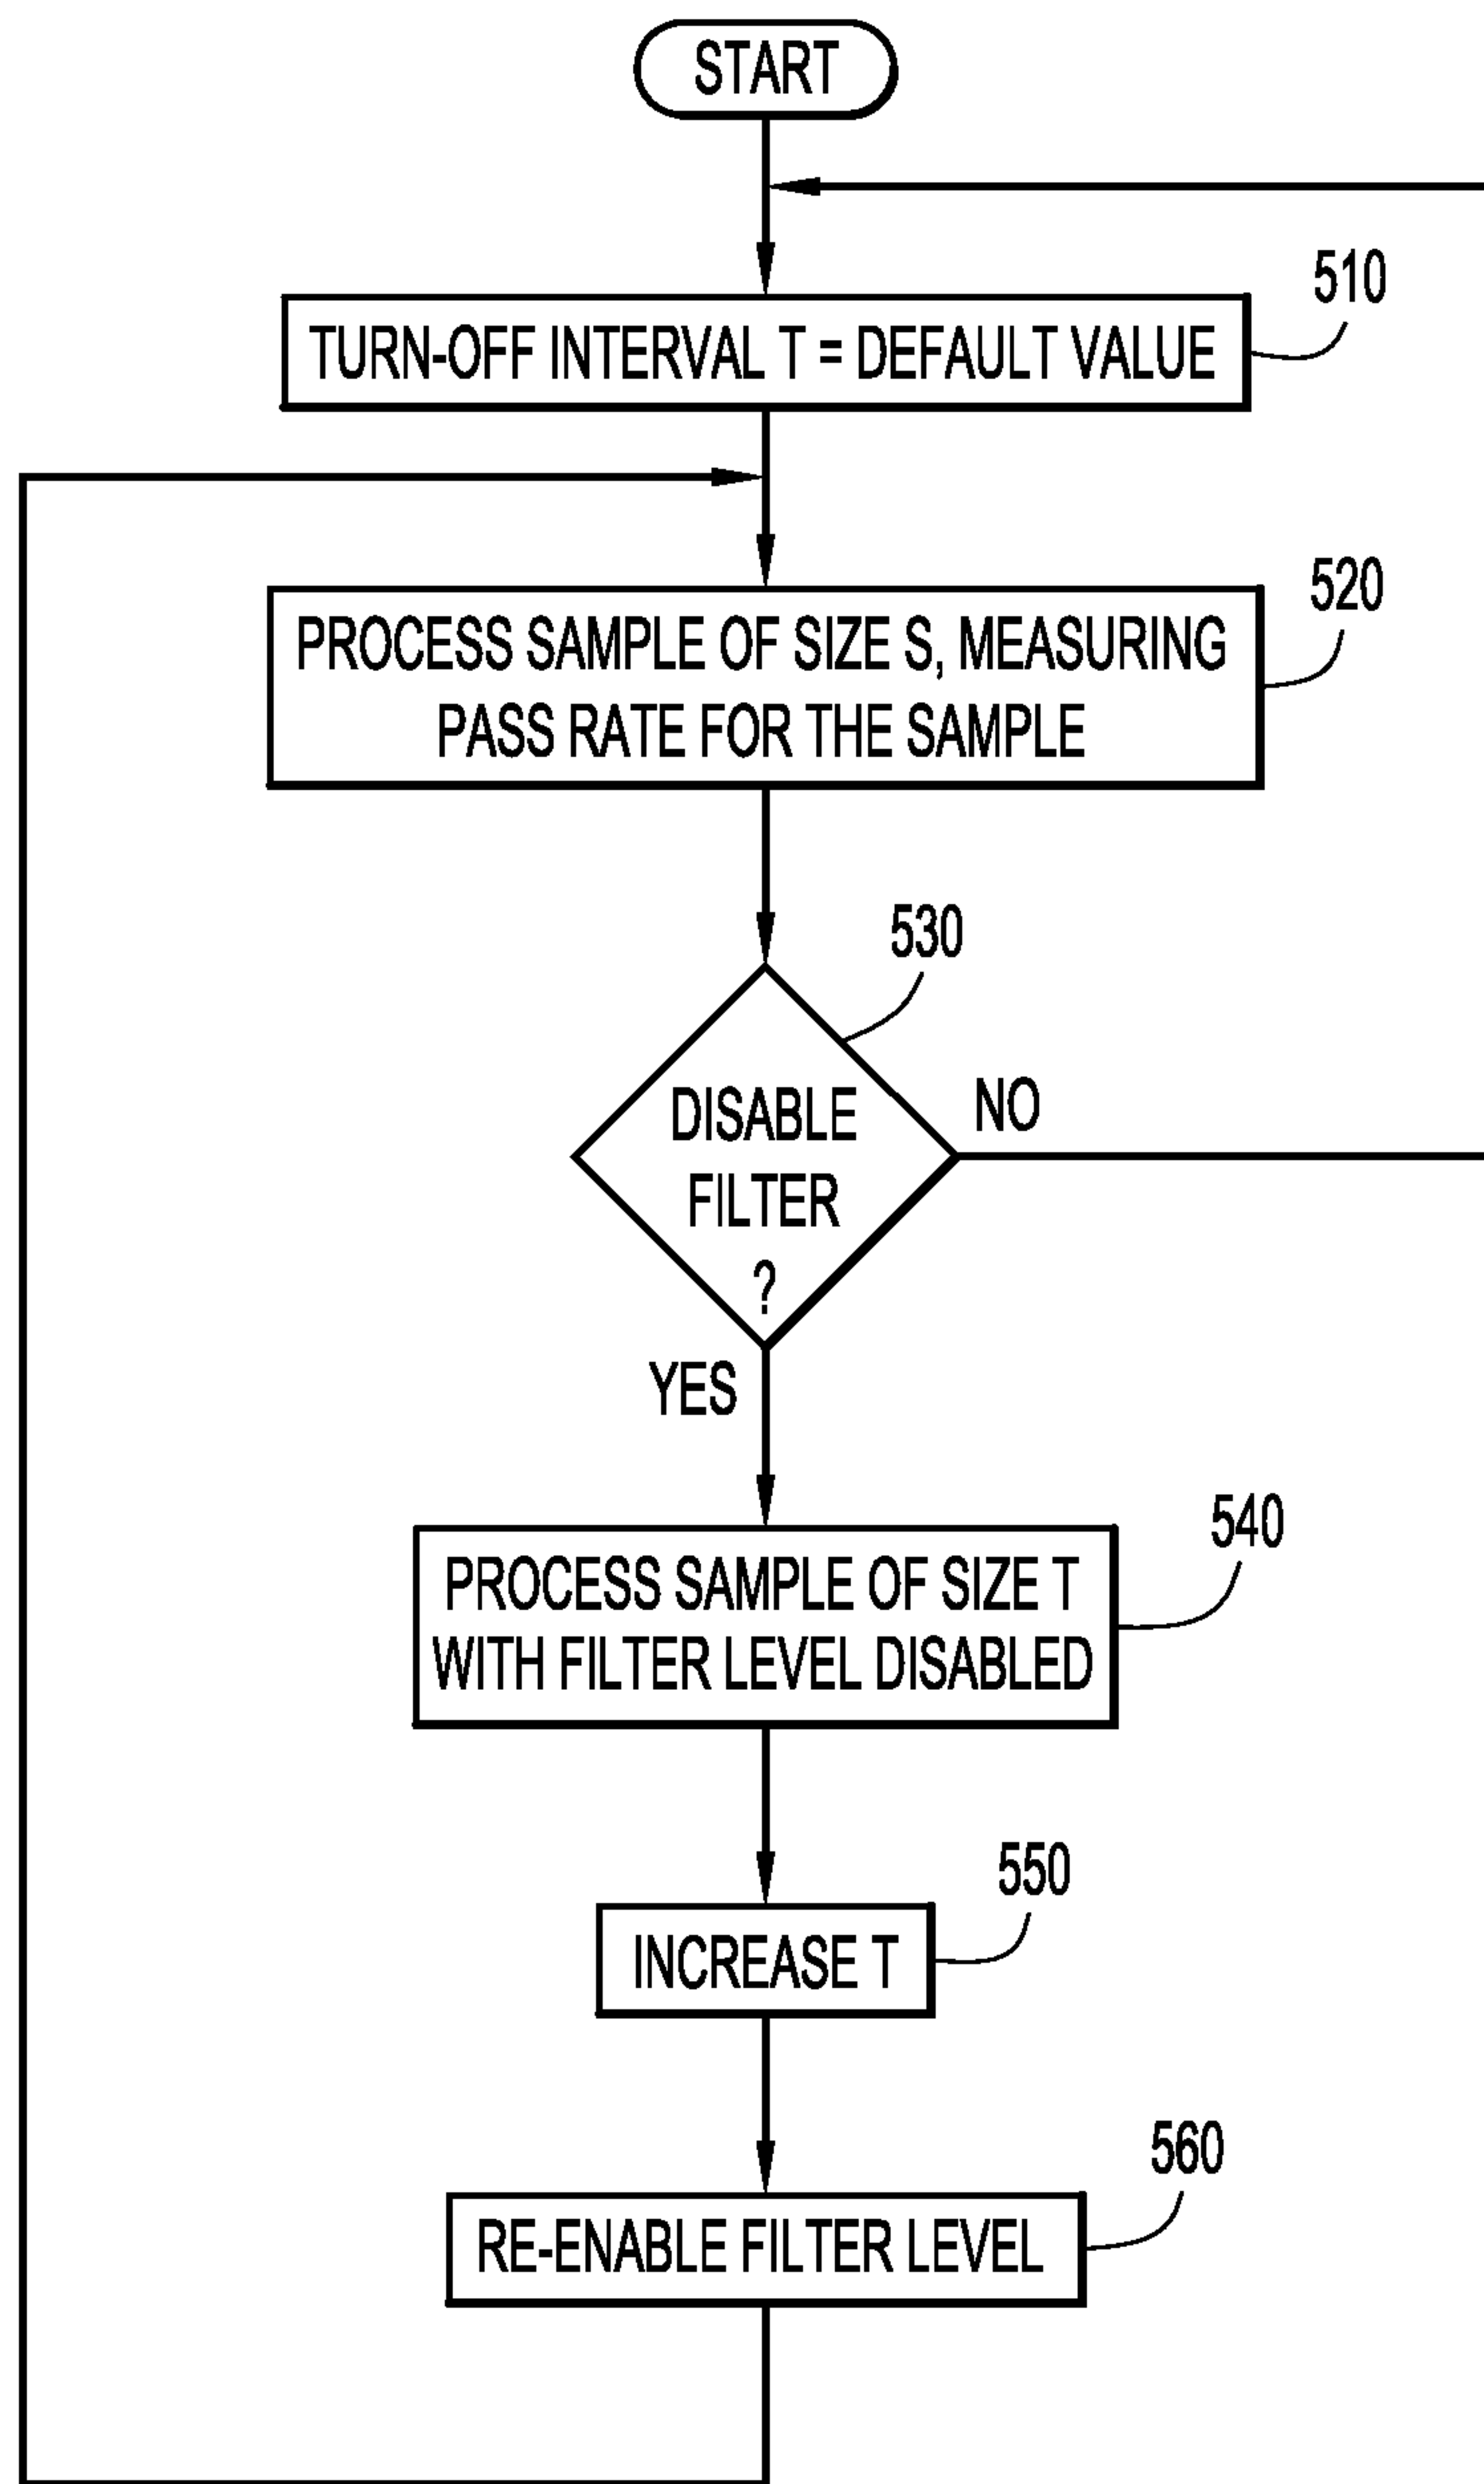 START
510
TURN-OFF INTERVAL T = DEFAULT VALUE
520
PROCESS SAMPLE OF SIZE S, MEASURING
PASS RATE FOR THE SAMPLE
530
DISABLE
FILTER
?
NO
YES
540
PROCESS SAMPLE OF SIZE T
WITH FILTER LEVEL DISABLED
550
INCREASE T
560
RE-ENABLE FILTER LEVEL